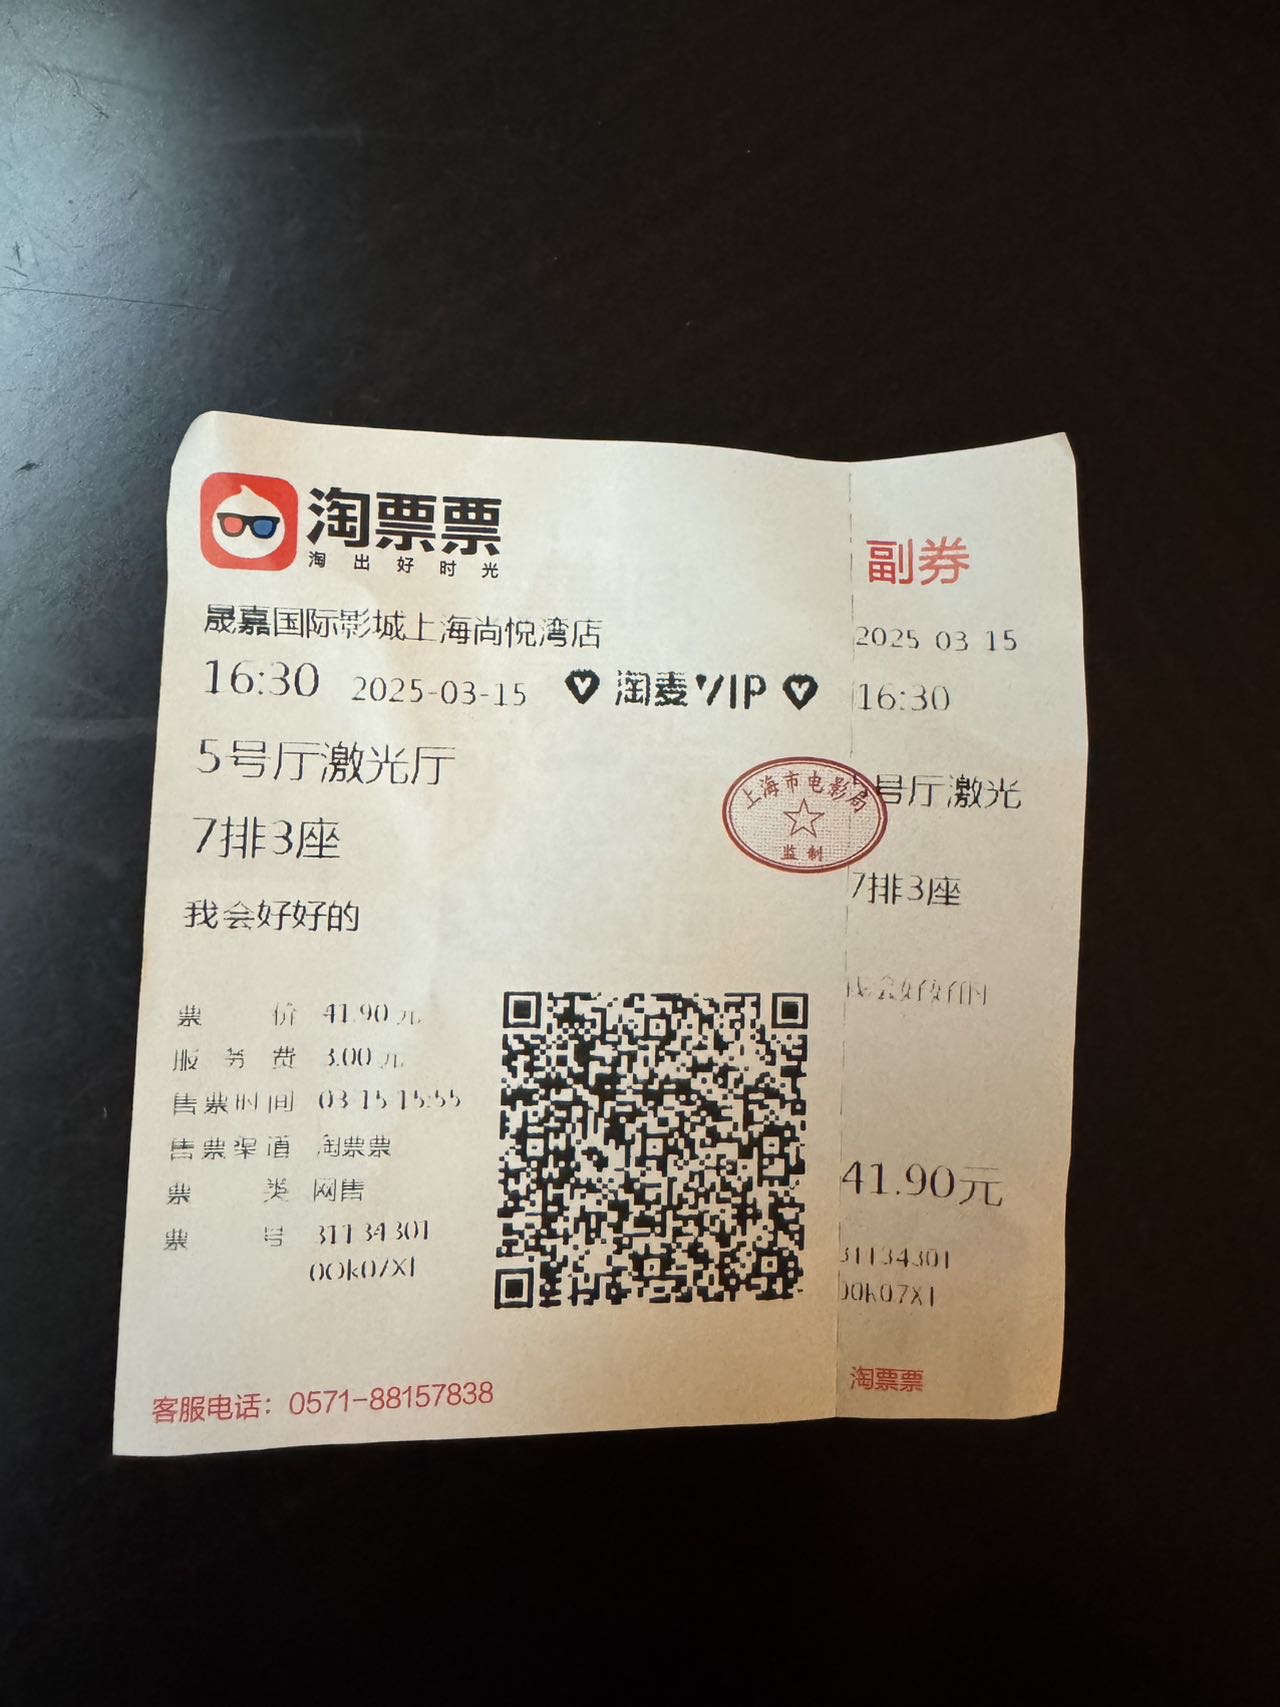 淘票票
淘出好时光
晟嘉国际影城上海尚悦湾店
16:30 2025-03-15 淘麦VIP
5号厅激光厅
7排3座
我会好好的
票价 41.90元
服务费 3.00元
售票时间 03-15 15:55
售票渠道 淘票票
票类 网售
票号 31134301
00k07X1
客服电话：0571-88157838
上海市电影局
监制
副券
2025 03 15
16:30
号厅激光
7排3座
我会好好的
41.90元
31134301
00k07X1
淘票票